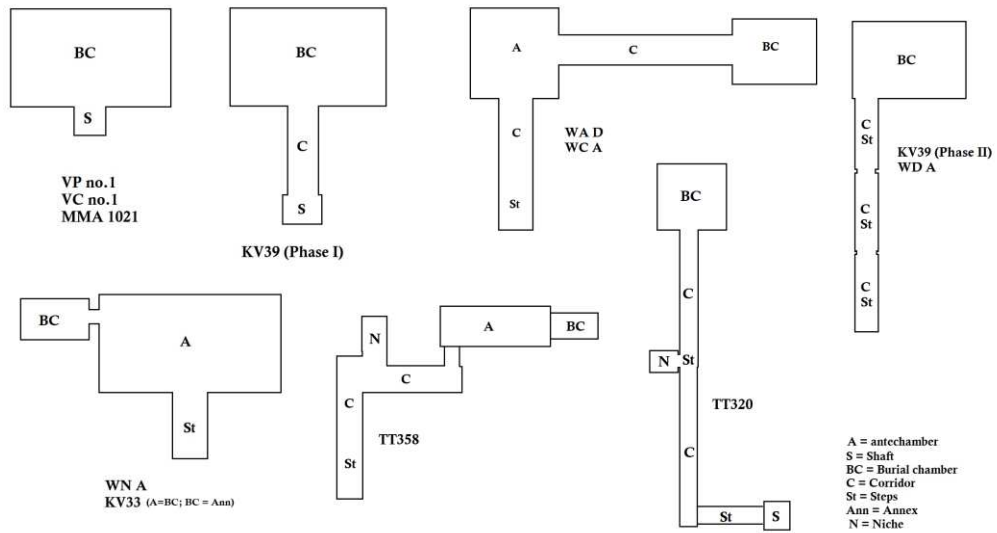 BC
S
VP no.1
VC no.1
MMA 1021
BC
C
S
KV39 (Phase I)
A
C
BC
C
St
WA D
WC A
BC
C
St
C
St
C
St
KV39 (Phase II)
WD A
BC
A
St
WN A
KV33 (A=BC; BC = Ann)
N
A
BC
C
C
St
TT358
BC
C
N
St
C
St
S
TT320
A = antechamber
S = Shaft
BC = Burial chamber
C = Corridor
St = Steps
Ann = Annex
N = Niche